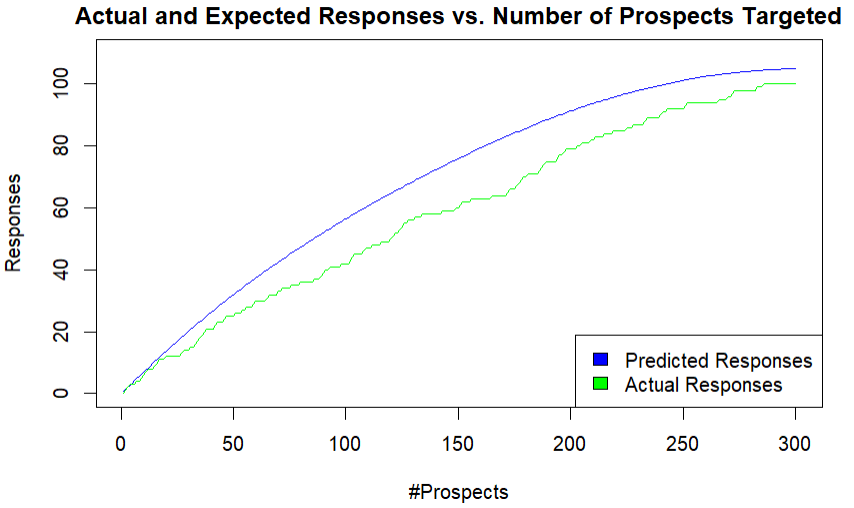 Actual and Expected Responses vs. Number of Prospects Targeted
Responses
100
80
60
40
20
0
Predicted Responses
Actual Responses
0 50 100 150 200 250 300
#Prospects